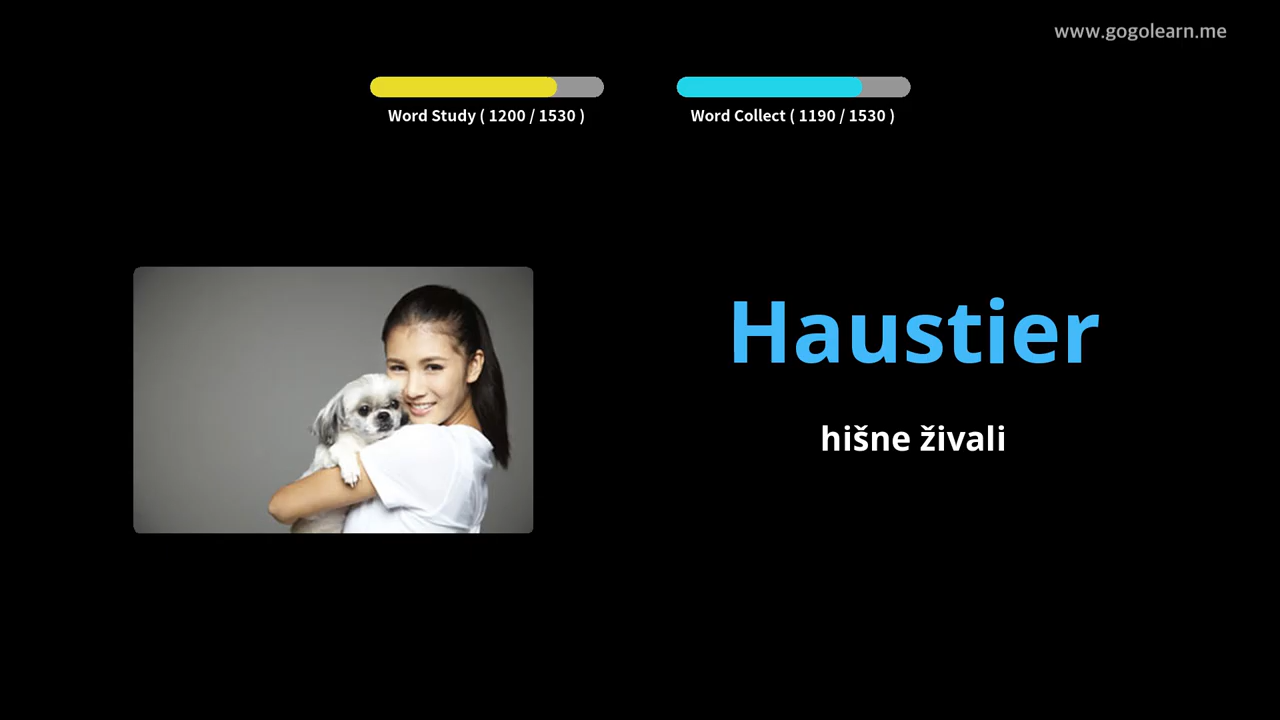 www.gogolearn.me
Word Study ( 1200 / 1530 )
Word Collect ( 1190 / 1530 )
Haustier
hišne živali